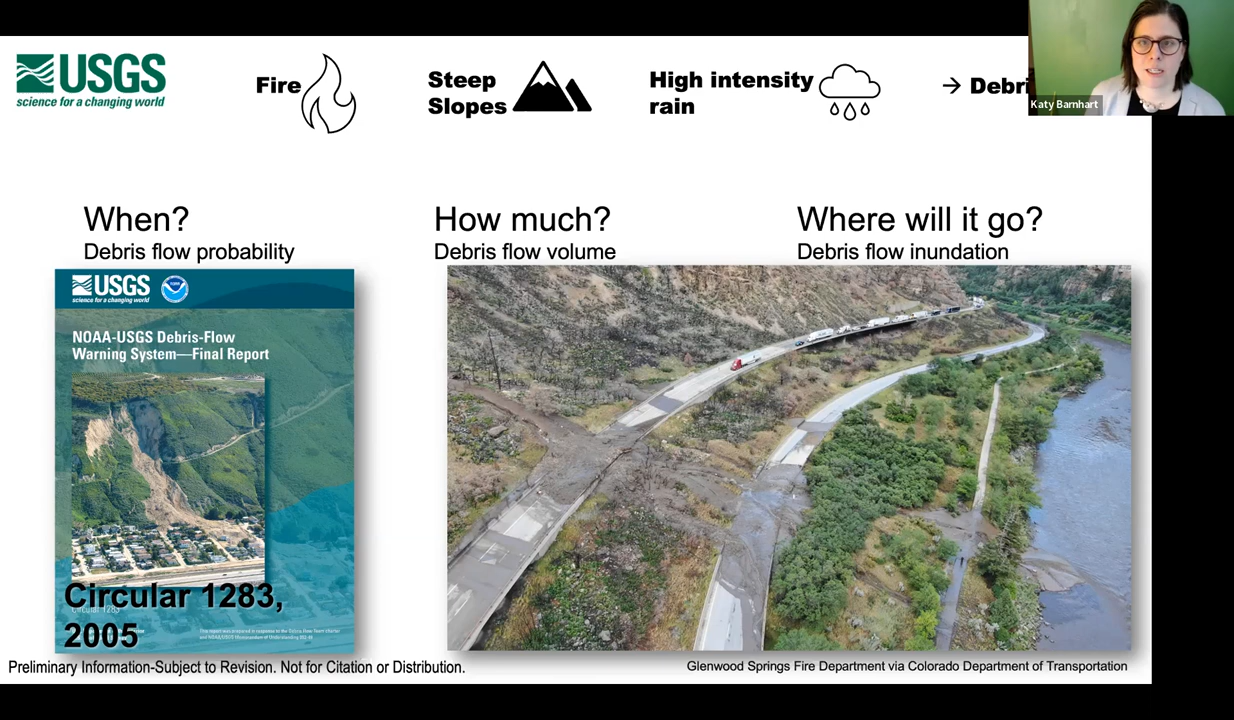 USGS
science for a changing world
Fire
Steep
Slopes
High intensity
rain
→ Debri
Katy Barnhart
When?
Debris flow probability
How much?
Debris flow volume
Where will it go?
Debris flow inundation
USGS
science for a changing world
NOAA-USGS Debris-Flow
Warning System—Final Report
Circular 1283,
2005
Circular 1283
Preliminary Information-Subject to Revision. Not for Citation or Distribution.
Glenwood Springs Fire Department via Colorado Department of Transportation